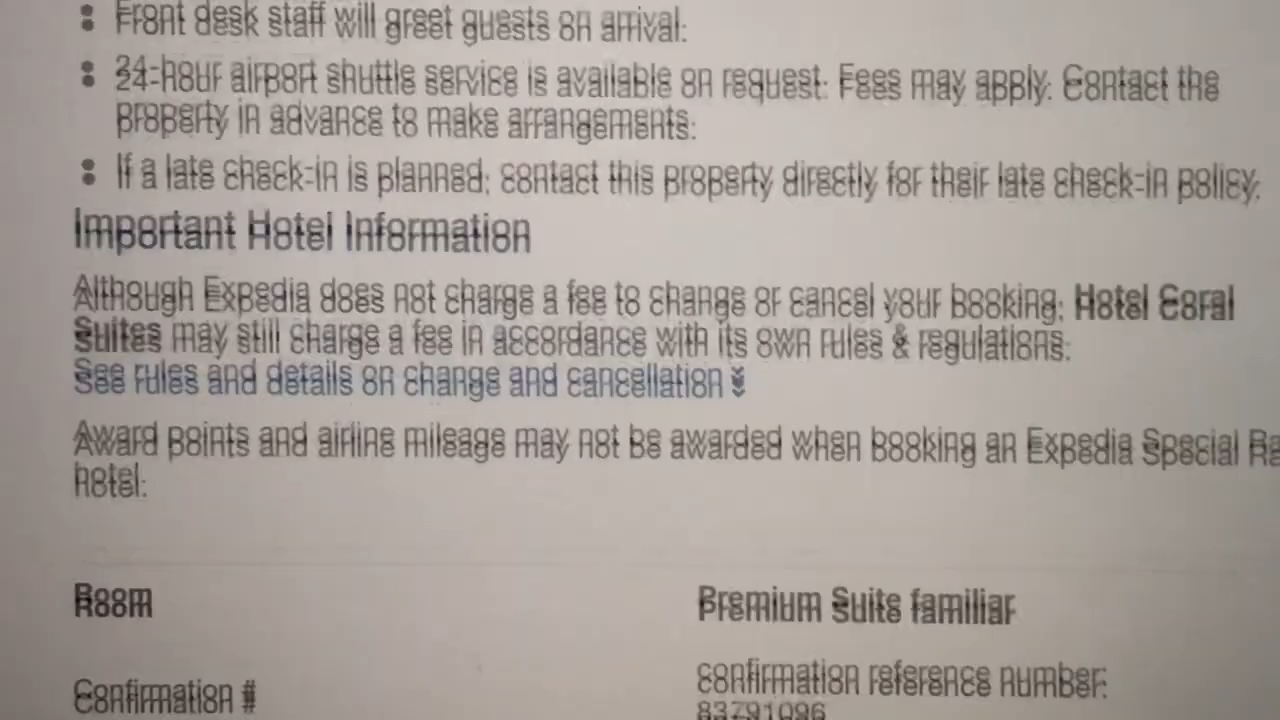 Front desk staff will greet guests on arrival.
24-hour airport shuttle service is available on request. Fees may apply. Contact the
property in advance to make arrangements.
If a late check-in is planned, contact this property directly for their late check-in policy.
Important Hotel Information
Although Expedia does not charge a fee to change or cancel your booking, Hotel Coral
Suites may still charge a fee in accordance with its own rules & regulations.
See rules and details on change and cancellation
Award points and airline mileage may not be awarded when booking an Expedia Special
hotel.
Room
Premium Suite familiar
Confirmation #
confirmation reference number: